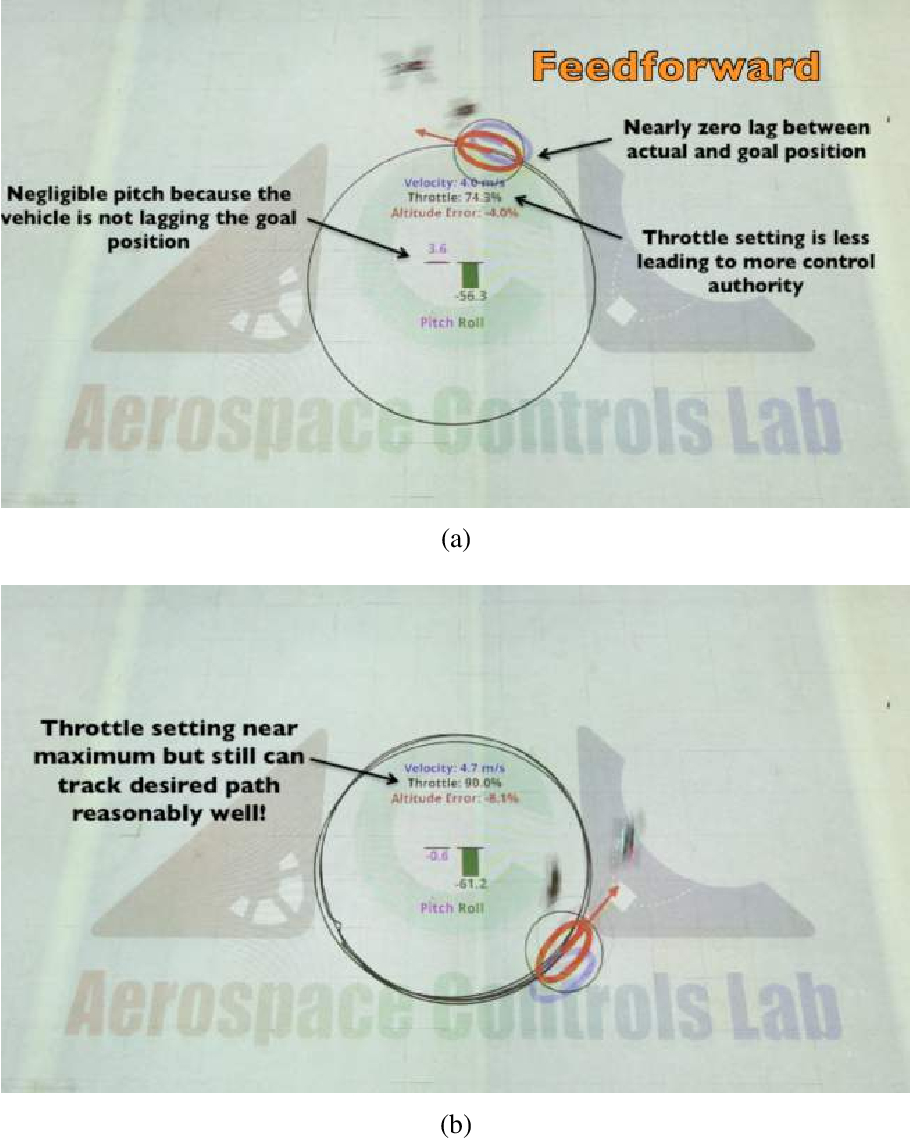 Feedforward
Nearly zero lag between
actual and goal position
Negligible pitch because the
vehicle is not lagging the goal
position
Velocity: 4.0 m/s
Throttle: 74.3%
Altitude Error: -4.0%
Throttle setting is less
leading to more control
authority
3.6
-56.3
Pitch Roll
Aerospace Controls Lab
(a)
Throttle setting near
maximum but still can
track desired path
reasonably well!
Velocity: 4.7 m/s
Throttle: 90.0%
Altitude Error: -8.1%
-0.6
-61.2
Pitch Roll
Aerospace Controls Lab
(b)